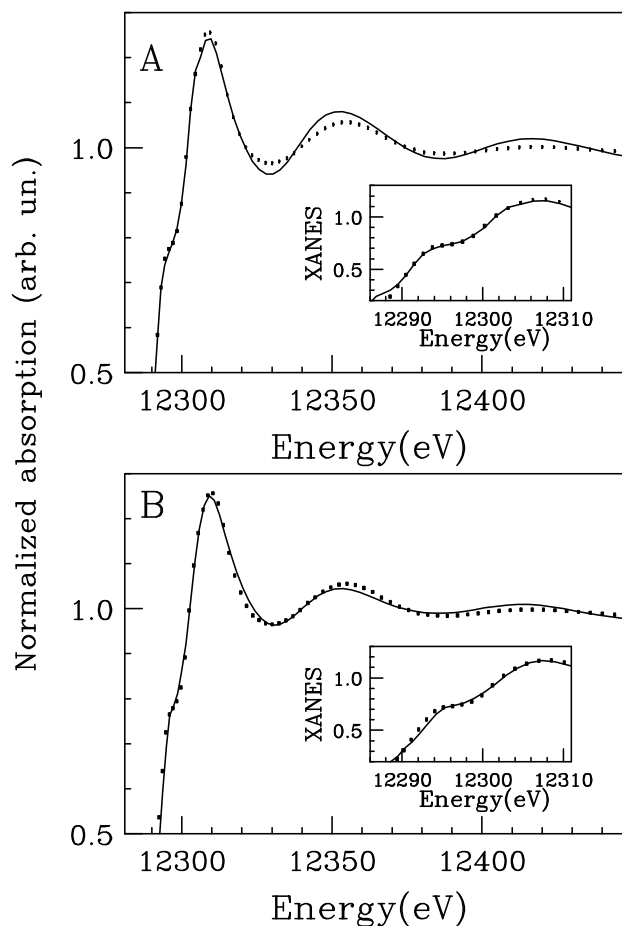 Normalized absorption (arb. un.)
A
1.0
0.5
12300 12350 12400
Energy(eV)
XANES
1.0
0.5
12290 12300 12310
Energy(eV)
B
1.0
0.5
12300 12350 12400
Energy(eV)
XANES
1.0
0.5
12290 12300 12310
Energy(eV)